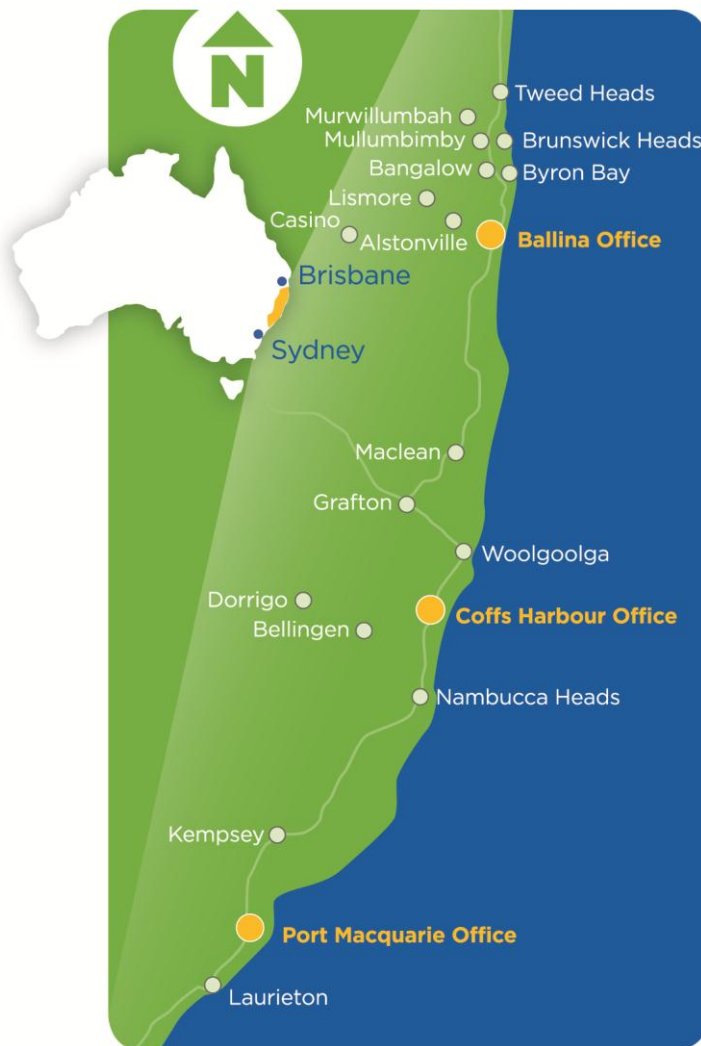 N
Tweed Heads
Murwillumbah
Mullumbimby
Brunswick Heads
Bangalow
Byron Bay
Lismore
Casino
Alstonville
Ballina Office
Brisbane
Sydney
Maclean
Grafton
Woolgoolga
Dorrigo
Coffs Harbour Office
Bellingen
Nambucca Heads
Kempsey
Port Macquarie Office
Laurieton